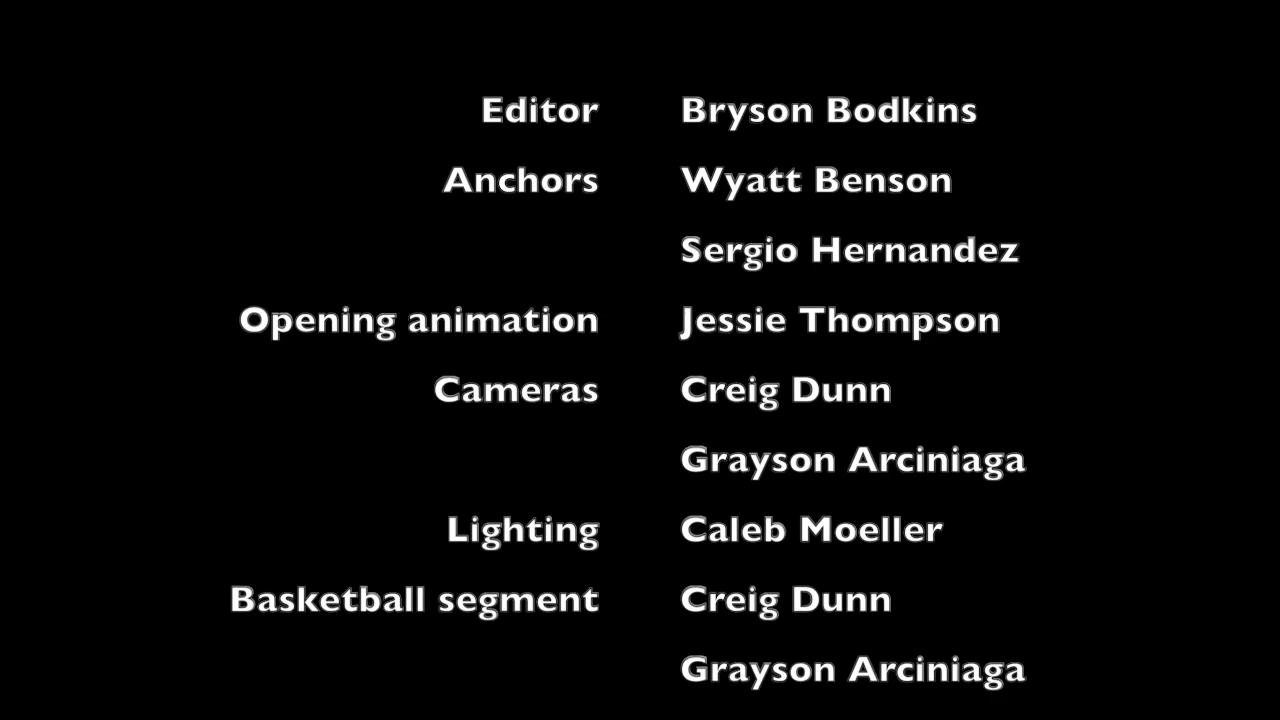 Editor Bryson Bodkins
Anchors Wyatt Benson
Sergio Hernandez
Opening animation Jessie Thompson
Cameras Creig Dunn
Grayson Arciniaga
Lighting Caleb Moeller
Basketball segment Creig Dunn
Grayson Arciniaga